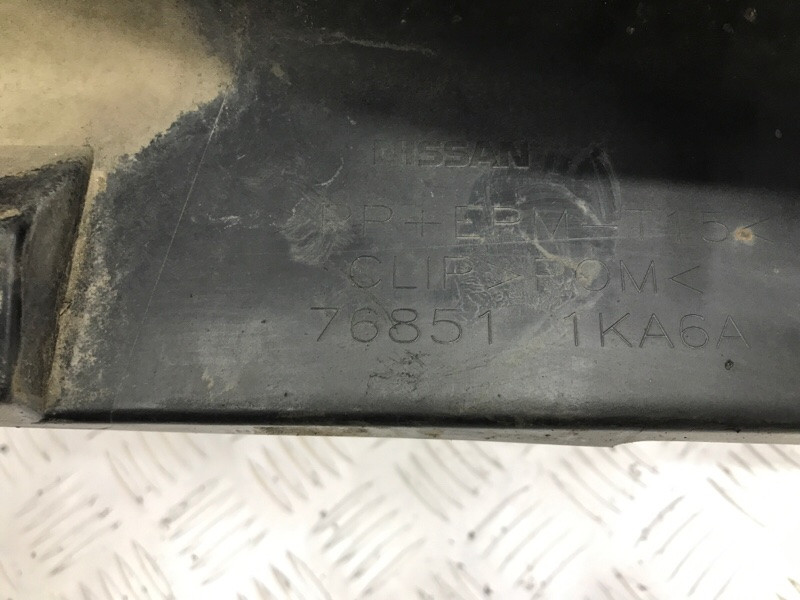 NISSAN
>PP+EPM-T15<
CLIP>POM<
76851 1KA6A